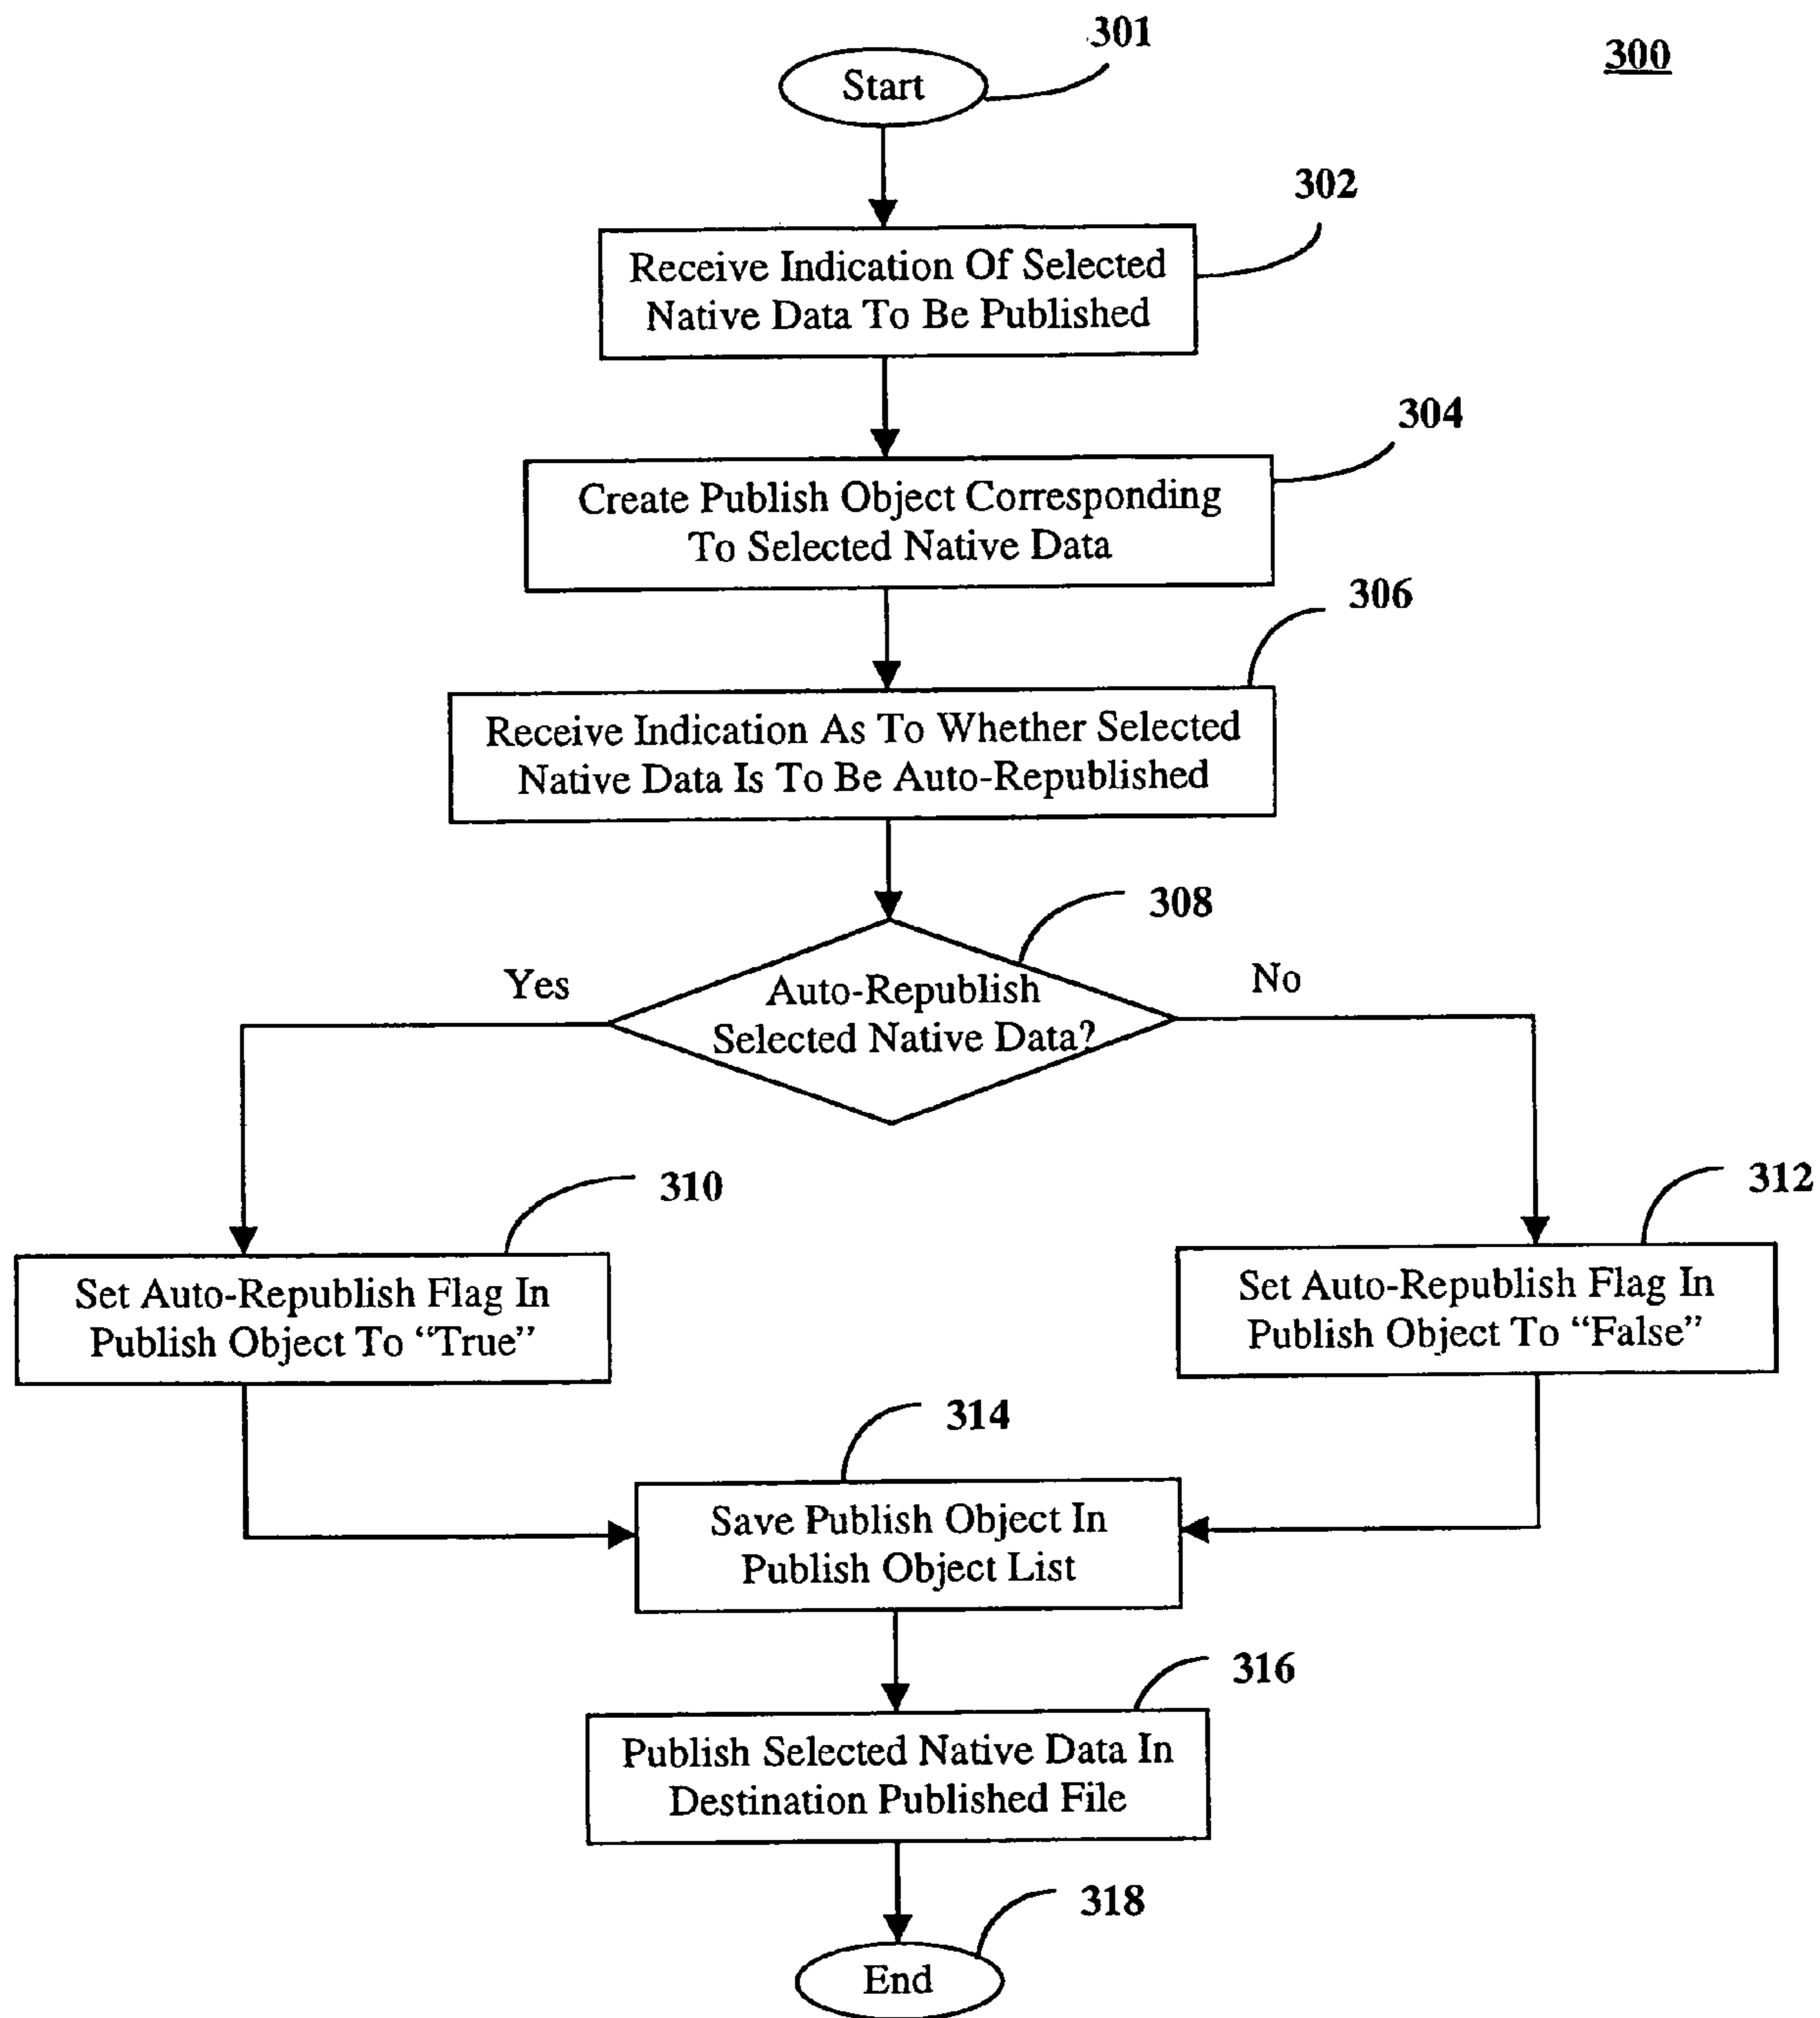 301
300
Start
302
Receive Indication Of Selected
Native Data To Be Published
304
Create Publish Object Corresponding
To Selected Native Data
306
Receive Indication As To Whether Selected
Native Data Is To Be Auto-Republished
308
Yes
No
Auto-Republish
Selected Native Data?
310
312
Set Auto-Republish Flag In
Publish Object To “True”
Set Auto-Republish Flag In
Publish Object To “False”
314
Save Publish Object In
Publish Object List
316
Publish Selected Native Data In
Destination Published File
318
End